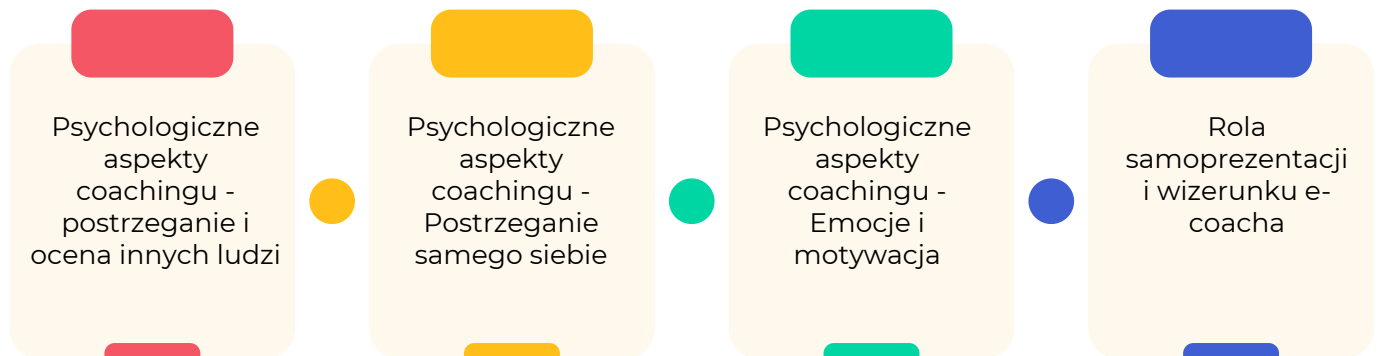 Psychologiczne
aspekty
coachingu -
postrzeganie i
ocena innych ludzi
Psychologiczne
aspekty
coachingu -
Postrzeganie
samego siebie
Psychologiczne
aspekty
coachingu -
Emocje i
motywacja
Rola
samoprezentacji
i wizerunku e-
coacha